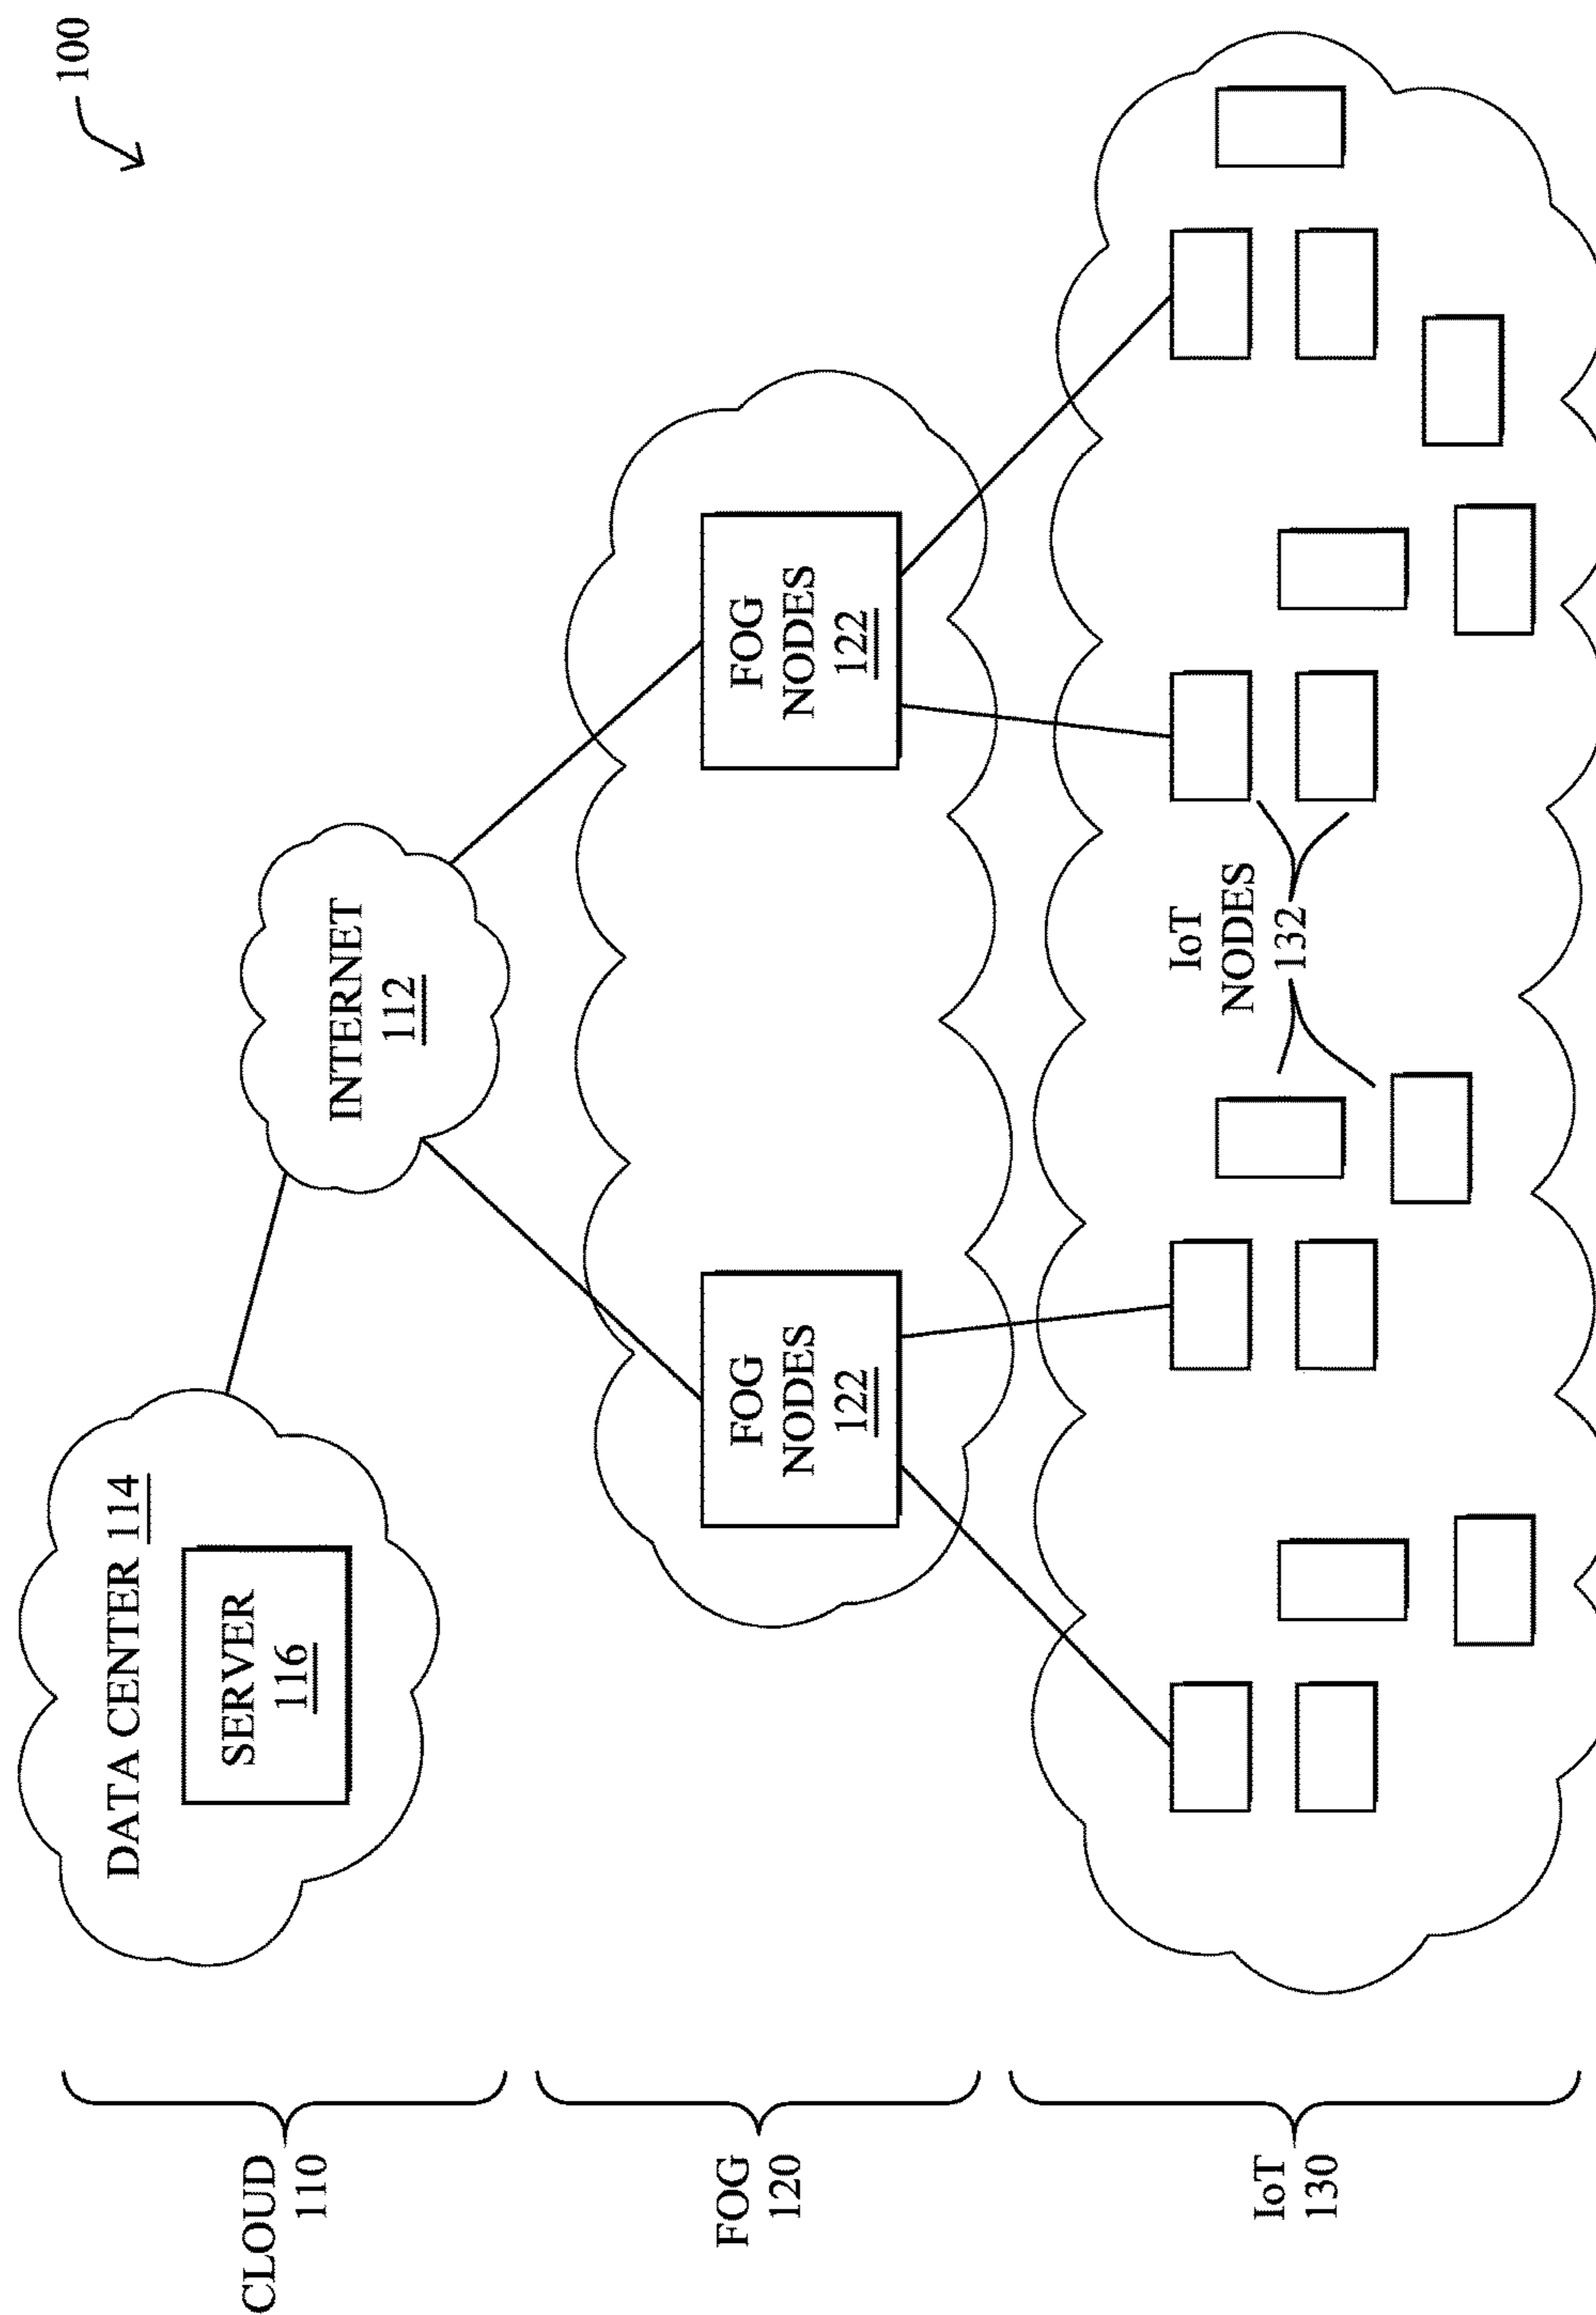 100
CLOUD
110
DATA CENTER 114
SERVER
116
INTERNET
112
FOG
120
FOG
NODES
122
FOG
NODES
122
IoT
130
IoT
NODES
132